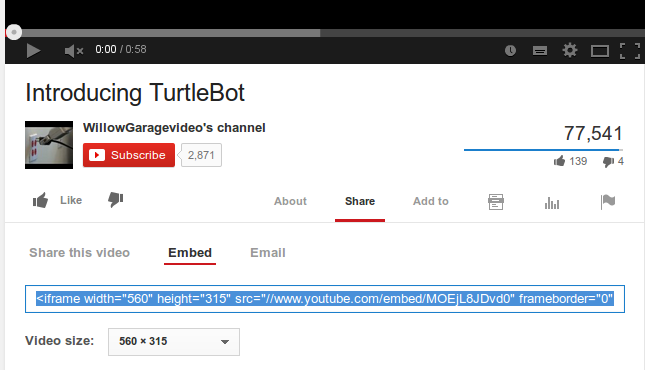 0:00 / 0:58
Introducing TurtleBot
WillowGaragevideo's channel
Subscribe 2,871
77,541
139 4
Like
About Share Add to
Share this video Embed Email
<iframe width="560" height="315" src="//www.youtube.com/embed/MOEjL8JDvd0" frameborder="0"
Video size: 560 × 315